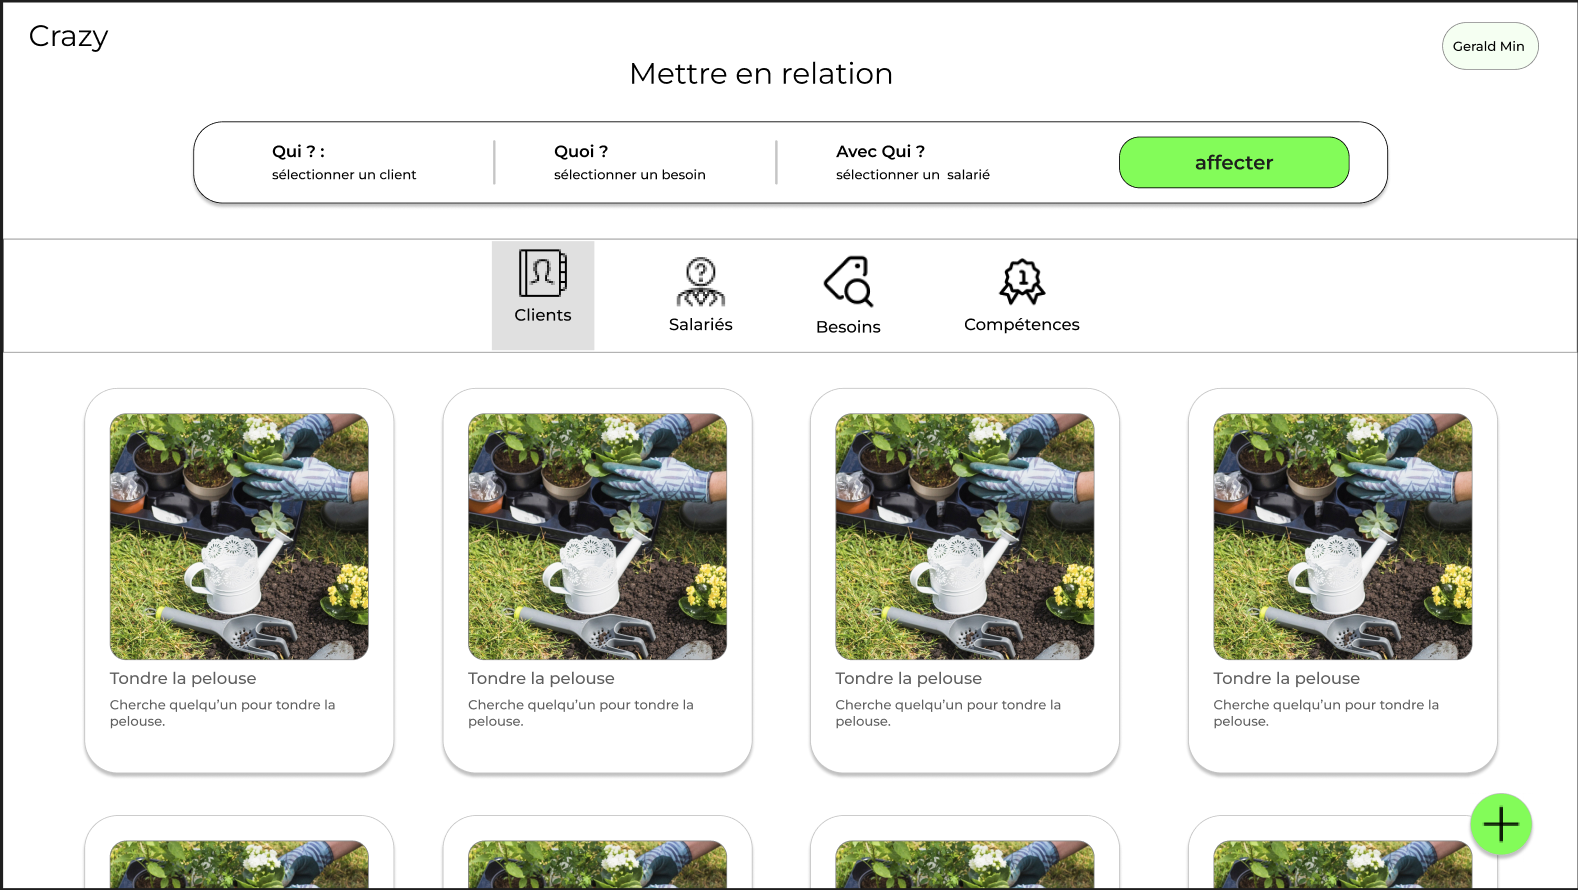 Crazy
Gerald Min
Mettre en relation
Qui ? :
sélectionner un client
Quoi ?
sélectionner un besoin
Avec Qui ?
sélectionner un  salarié
affecter
?
1
Clients
Salariés
Besoins
Compétences
Tondre la pelouse
Cherche quelqu’un pour tondre la
pelouse.
Tondre la pelouse
Cherche quelqu’un pour tondre la
pelouse.
Tondre la pelouse
Cherche quelqu’un pour tondre la
pelouse.
Tondre la pelouse
Cherche quelqu’un pour tondre la
pelouse.